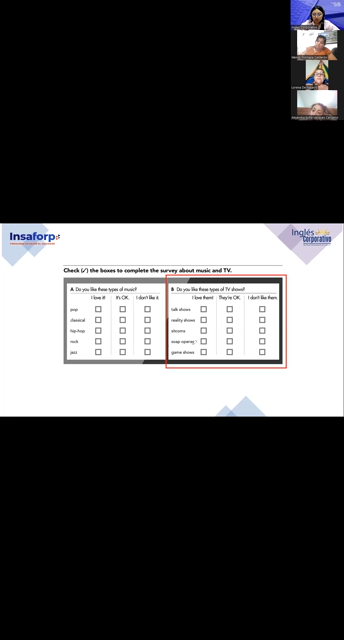 Insaforp
Inglés
Corporativo
Check (✓) the boxes to complete the survey about music and TV.
A Do you like these types of music?
I love it! It's OK. I don't like it.
pop
classical
hip-hop
rock
jazz
B Do you like these types of TV shows?
I love them! They're OK. I don't like them.
talk shows
reality shows
sitcoms
soap operas
game shows